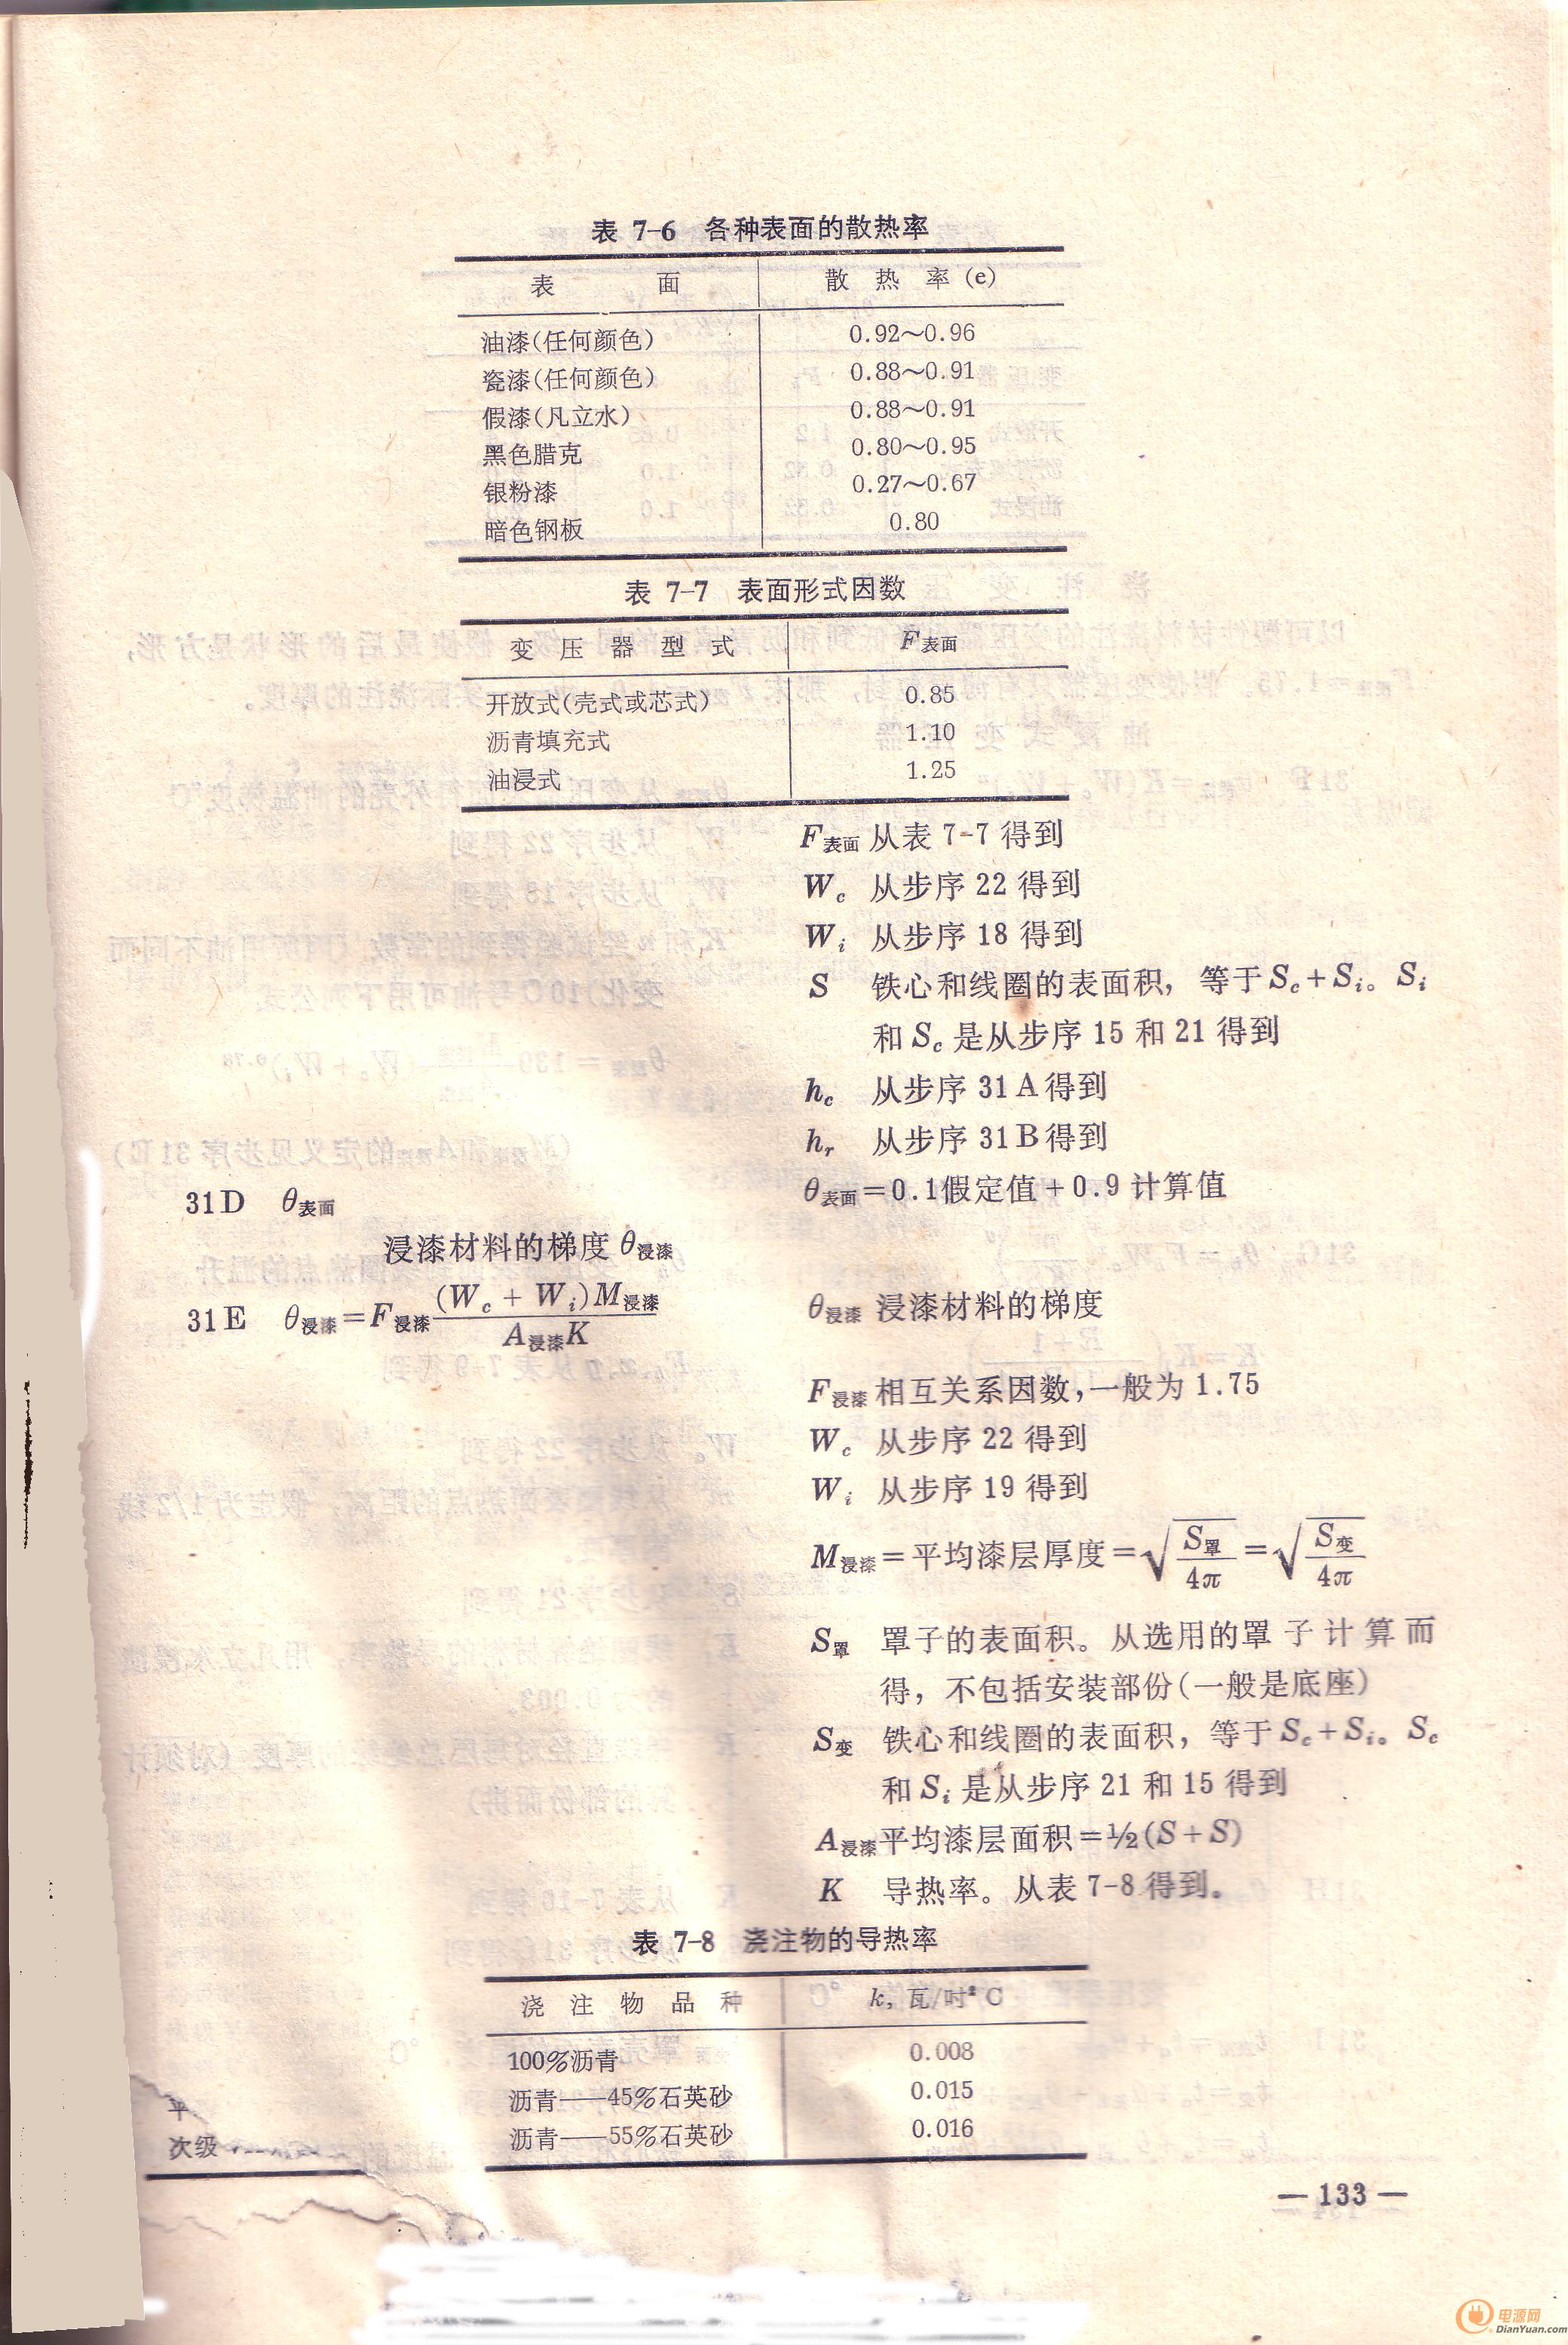 表 7-6 各种表面的散热率
表 面 散 热 率 (e)
油漆(任何颜色) 0.92～0.96
瓷漆(任何颜色) 0.88～0.91
假漆(凡立水) 0.88～0.91
黑色腊克 0.80～0.95
银粉漆 0.27～0.67
暗色钢板 0.80
表 7-7 表面形式因数
变 压 器 型 式 F表面
开放式(壳式或芯式) 0.85
沥青填充式 1.10
油浸式 1.25
F表面 从表 7-7 得到
Wc 从步序 22 得到
Wi 从步序 18 得到
S 铁心和线圈的表面积，等于 Sc+Si。Si
和 Sc 是从步序 15 和 21 得到
hc 从步序 31A 得到
hr 从步序 31B 得到
31D θ表面 θ表面=0.1假定值+0.9 计算值
浸漆材料的梯度 θ浸漆
31E θ浸漆=F浸漆 (Wc + Wi)M浸漆 / A浸漆K θ浸漆 浸漆材料的梯度
F浸漆 相互关系因数，一般为 1.75
Wc 从步序 22 得到
Wi 从步序 19 得到
M浸漆=平均漆层厚度=√(S罩/4π)=√(S变/4π)
S罩 罩子的表面积。从选用的罩子计算而
得，不包括安装部份(一般是底座)
S变 铁心和线圈的表面积，等于 Sc+Si。Sc
和 Si 是从步序 21 和 15 得到
A浸漆平均漆层面积=½(S+S)
K 导热率。从表 7-8 得到。
表 7-8 浇注物的导热率
浇 注 物 品 种 k, 瓦/吋²C
100%沥青 0.008
沥青——45%石英砂 0.015
沥青——55%石英砂 0.016
平
次级
— 133 —
电源网
DianYuan.com